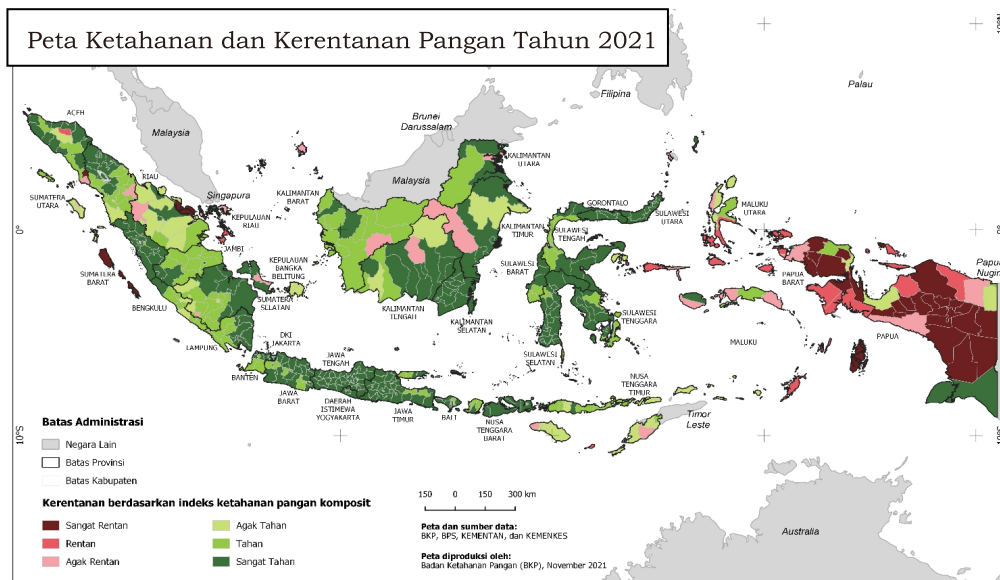 Peta Ketahanan dan Kerentanan Pangan Tahun 2021
10°N
Palau
Filipina
Brunei
Darussalam
ACEH
Malaysia
KALIMANTAN
UTARA
RIAU
Malaysia
Singapura
KALIMANTAN
BARAT
SUMATERA
UTARA
GORONTALO
SULAWESI
UTARA
MALUKU
UTARA
KEPULAUAN
RIAU
0°
KALIMANTAN
TIMUR
SULAWESI
TENGAH
JAMBI
KEPULAUAN
BANGKA
BELITUNG
SULAWESI
BARAT
SUMATERA
BARAT
PAPUA
BARAT
Papua
Nugini
BENGKULU
SUMATERA
SELATAN
KALIMANTAN
TENGAH
KALIMANTAN
SELATAN
SULAWESI
TENGGARA
LAMPUNG
DKI
JAKARTA
JAWA
TENGAH
SULAWESI
SELATAN
MALUKU
PAPUA
BANTEN
JAWA
BARAT
DAERAH
ISTIMEWA
YOGYAKARTA
JAWA
TIMUR
BALI
NUSA
TENGGARA
BARAT
NUSA
TENGGARA
TIMUR
Timor
Leste
10°S
Batas Administrasi
Negara Lain
Batas Provinsi
Batas Kabupaten
Kerentanan berdasarkan indeks ketahanan pangan komposit
Sangat Rentan
Rentan
Agak Rentan
Agak Tahan
Tahan
Sangat Tahan
150 0 150 300 km
Peta dan sumber data:
BKP, BPS, KEMENTAN, dan KEMENKES
Peta diproduksi oleh:
Badan Ketahanan Pangan (BKP), November 2021
Australia